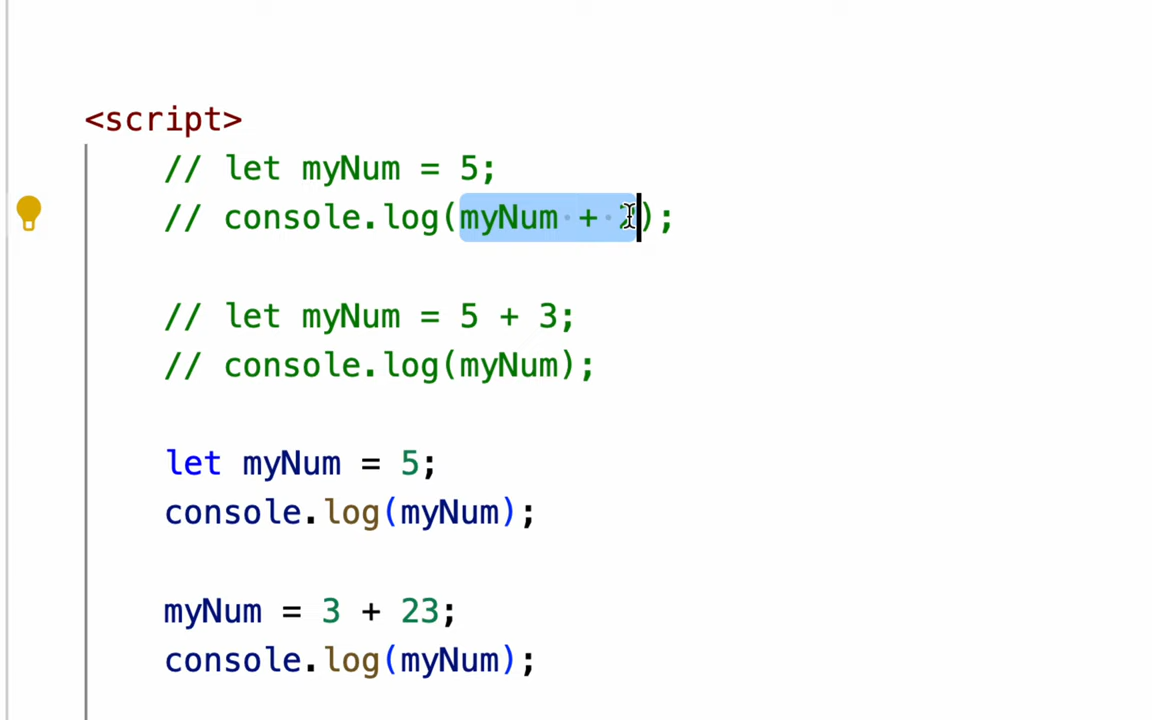 <script>
// let myNum = 5;
// console.log(myNum + 2);
// let myNum = 5 + 3;
// console.log(myNum);
let myNum = 5;
console.log(myNum);
myNum = 3 + 23;
console.log(myNum);